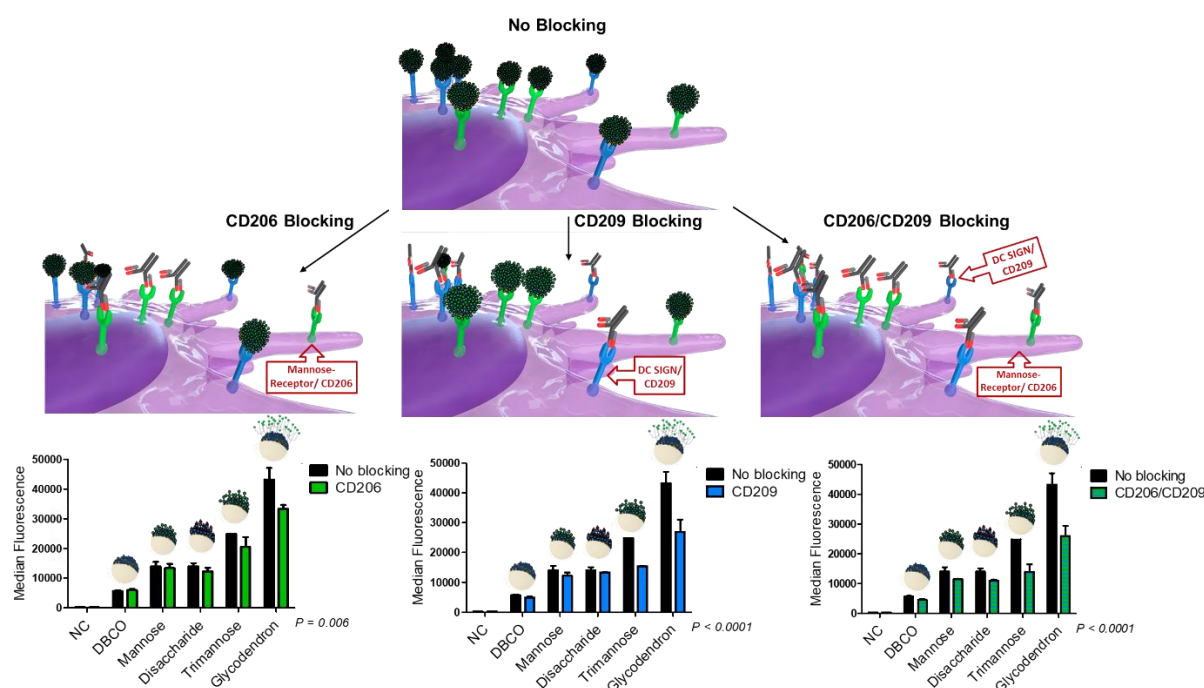 No Blocking
CD206 Blocking
CD209 Blocking
CD206/CD209 Blocking
Mannose-
Receptor/ CD206
DC SIGN/
CD209
DC SIGN/
CD209
Mannose-
Receptor/ CD206
Median Fluorescence
50000
40000
30000
20000
10000
0
No blocking
CD206
NC
DBCO
Mannose
Disaccharide
Trimannose
Glycodendron
P = 0.006
Median Fluorescence
50000
40000
30000
20000
10000
0
No blocking
CD209
NC
DBCO
Mannose
Disaccharide
Trimannose
Glycodendron
P < 0.0001
Median Fluorescence
50000
40000
30000
20000
10000
0
No blocking
CD206/CD209
NC
DBCO
Mannose
Disaccharide
Trimannose
Glycodendron
P < 0.0001